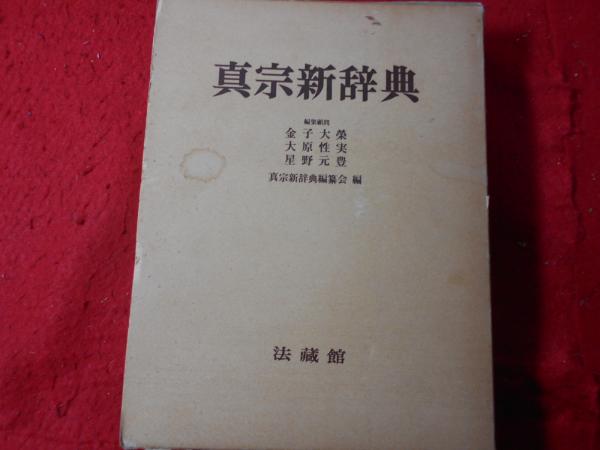 真宗新辞典
編集顧問
金子大榮
大原性実
星野元豊
真宗新辞典編纂会 編
法藏館